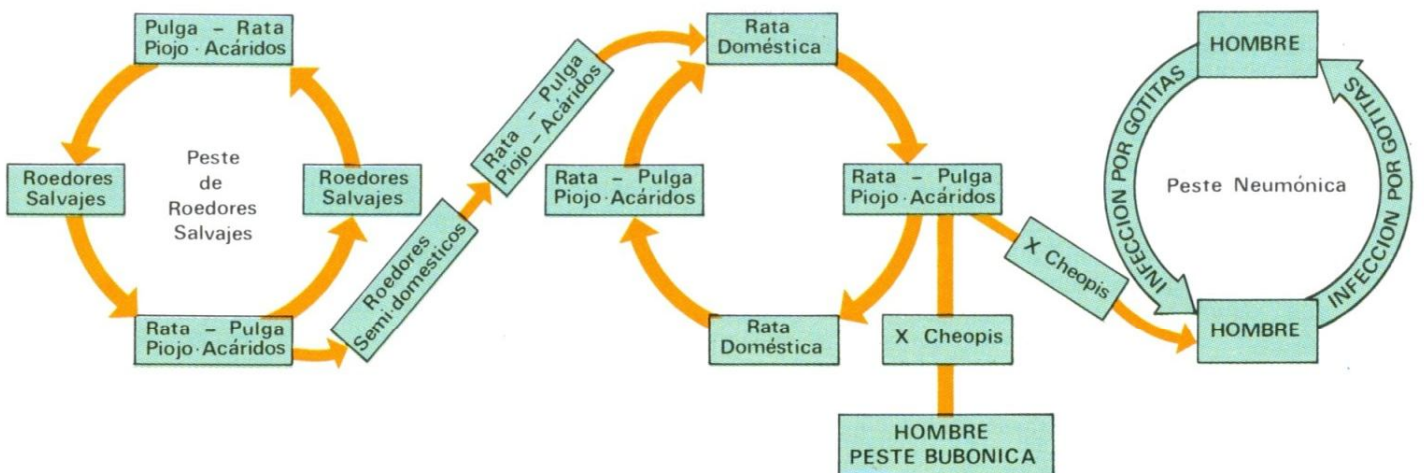 Pulga – Rata
Piojo · Acáridos
Roedores
Salvajes
Peste
de
Roedores
Salvajes
Roedores
Salvajes
Rata – Pulga
Piojo · Acáridos
Roedores
Semi-domesticos
Rata – Pulga
Piojo – Acáridos
Rata
Doméstica
Rata – Pulga
Piojo · Acáridos
Rata – Pulga
Piojo · Acáridos
Rata
Doméstica
X Cheopis
HOMBRE
PESTE BUBONICA
X Cheopis
HOMBRE
INFECCION POR GOTITAS
Peste Neumónica
INFECCION POR GOTITAS
HOMBRE